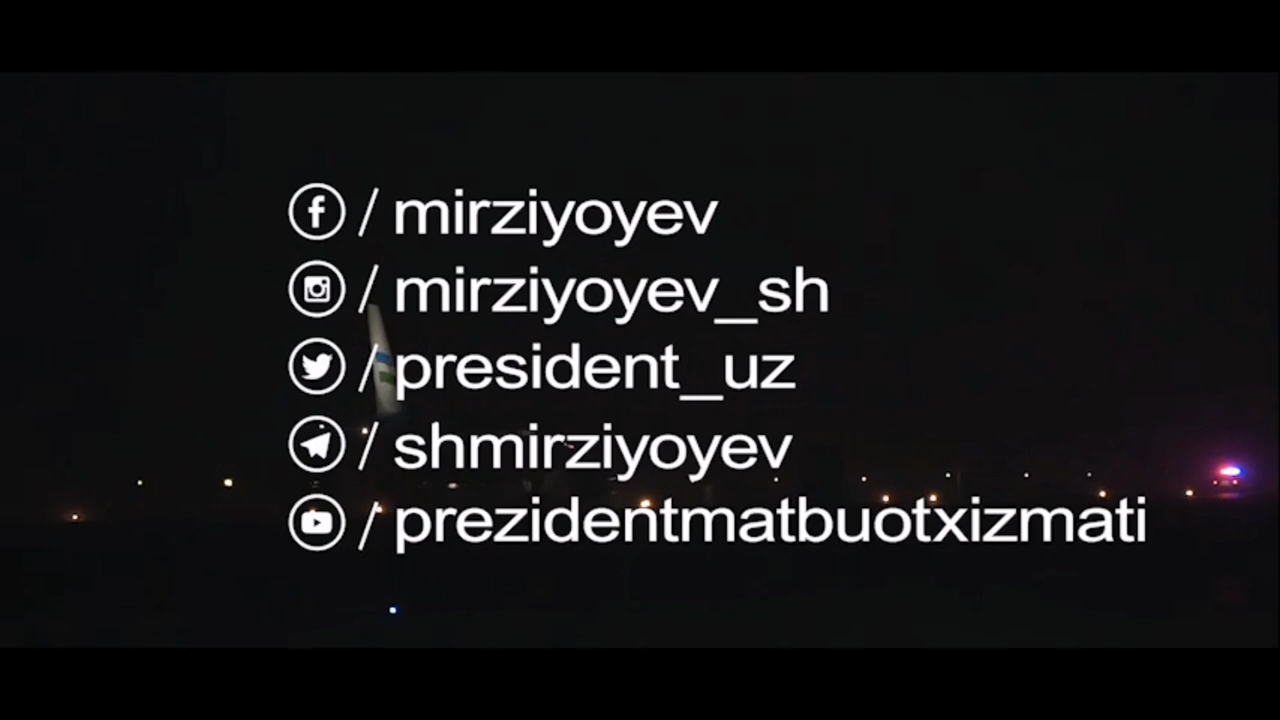 / mirziyoyev
/ mirziyoyev_sh
/ president_uz
/ shmirziyoyev
/ prezidentmatbuotxizmati